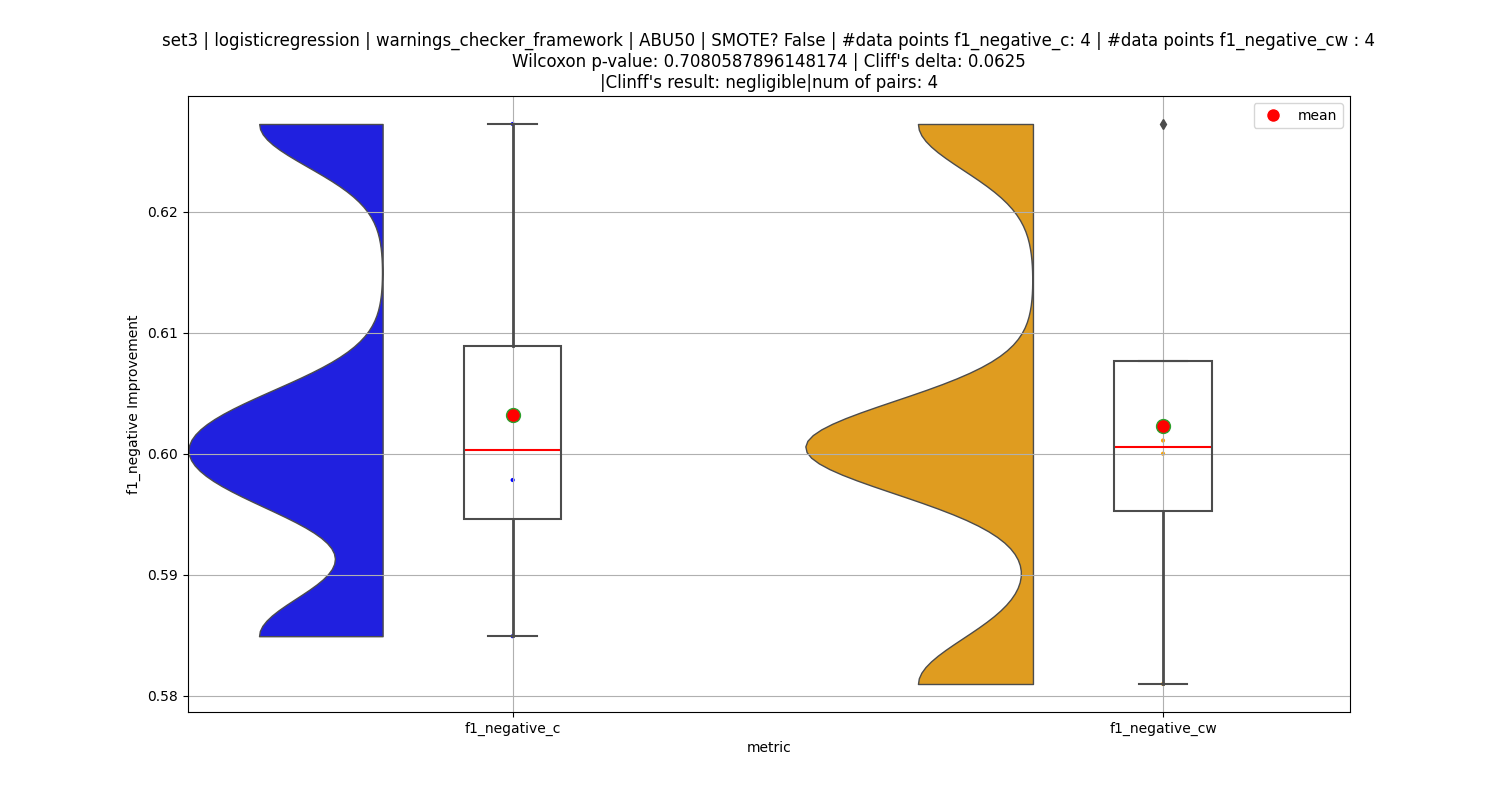 set3 | logisticregression | warnings_checker_framework | ABU50 | SMOTE? False | #data points f1_negative_c: 4 | #data points f1_negative_cw : 4
Wilcoxon p-value: 0.7080587896148174 | Cliff's delta: 0.0625
|Clinff's result: negligible|num of pairs: 4
mean
f1_negative Improvement
0.62
0.61
0.60
0.59
0.58
f1_negative_c
f1_negative_cw
metric